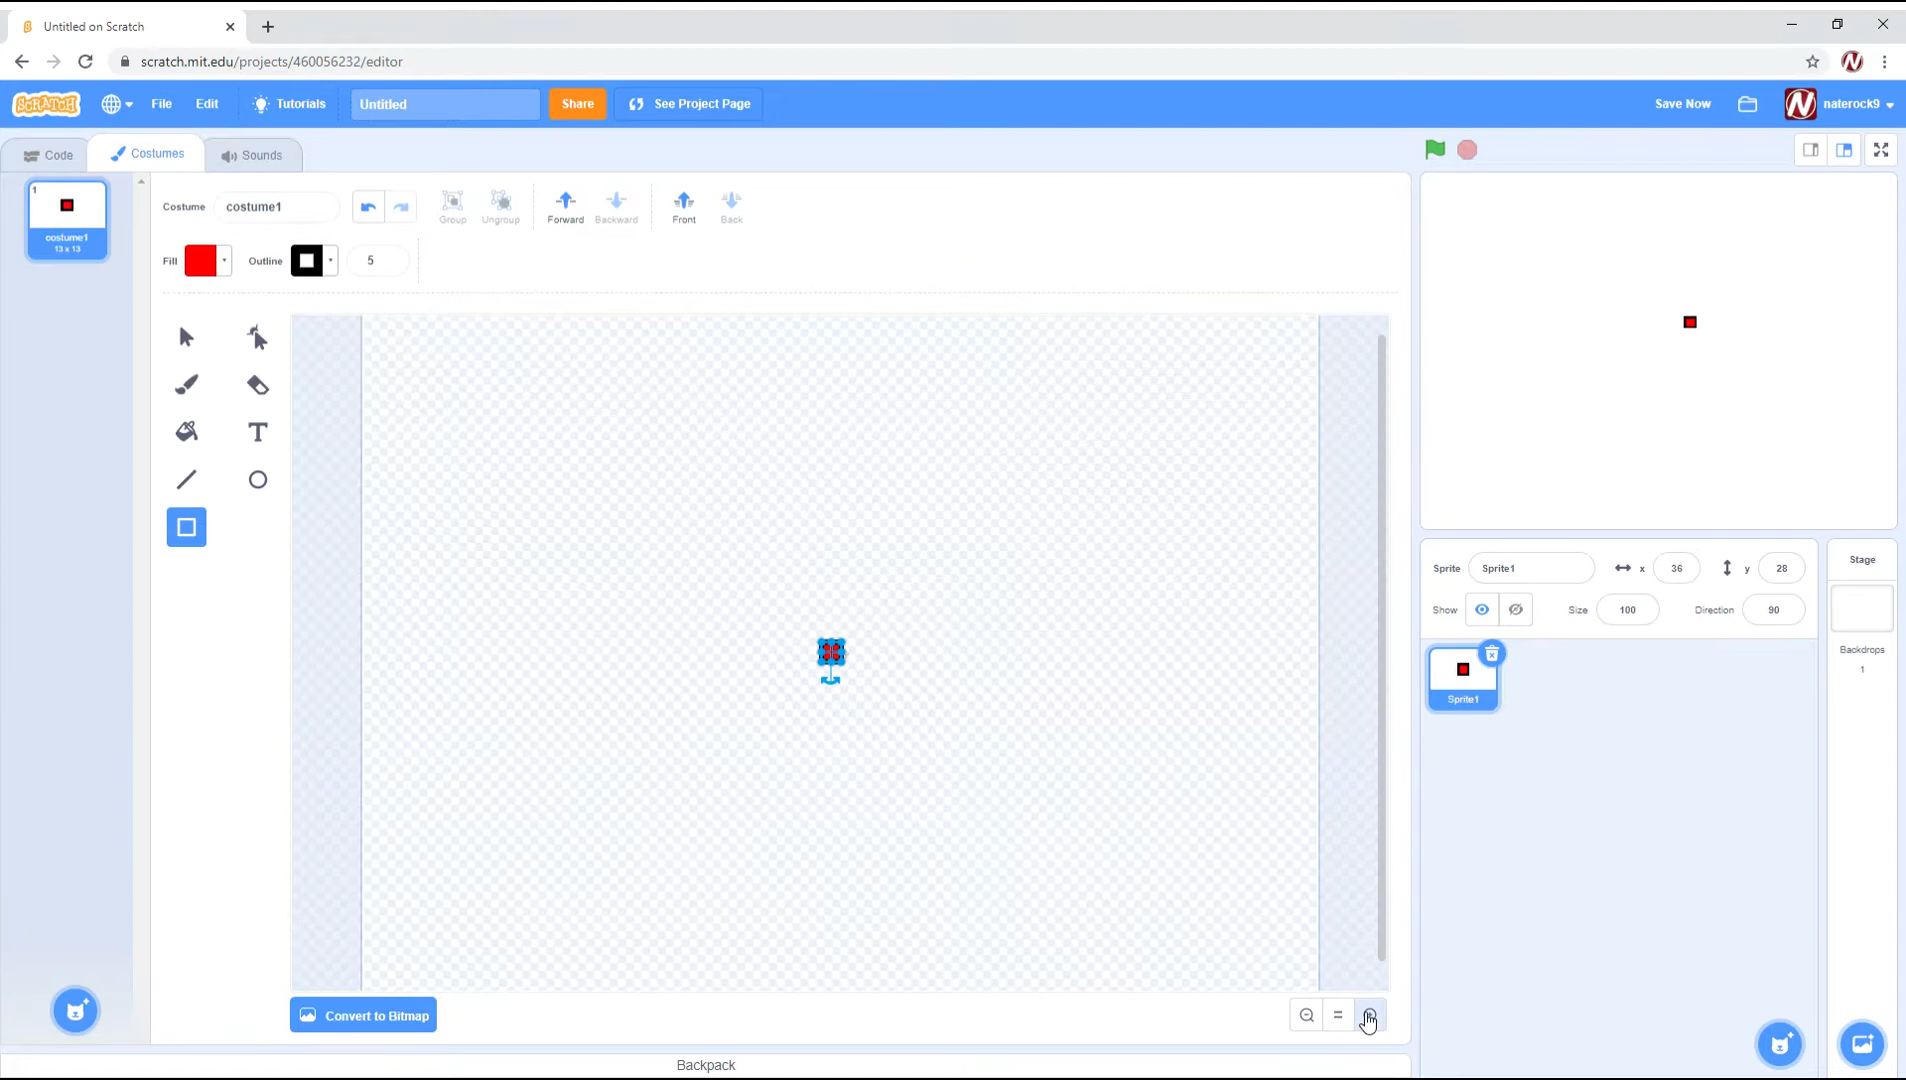 Untitled on Scratch
scratch.mit.edu/projects/460056232/editor
SCRATCH
File
Edit
Tutorials
Untitled
Share
See Project Page
Save Now
naterock9
Code
Costumes
Sounds
1
costume1
13 x 13
Costume
costume1
Group
Ungroup
Forward
Backward
Front
Back
Fill
Outline
5
T
Convert to Bitmap
Backpack
Sprite
Sprite1
x
36
y
28
Show
Size
100
Direction
90
Sprite1
Stage
Backdrops
1